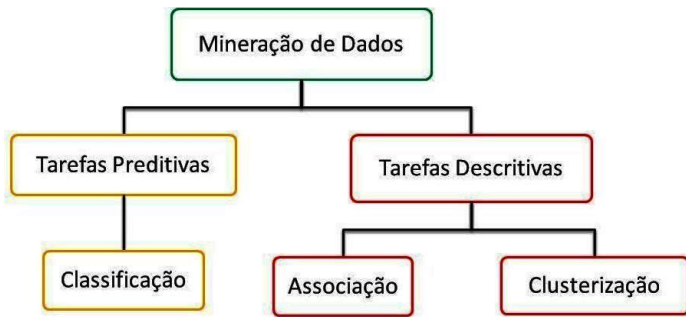 Mineração de Dados
Tarefas Preditivas
Tarefas Descritivas
Classificação
Associação
Clusterização